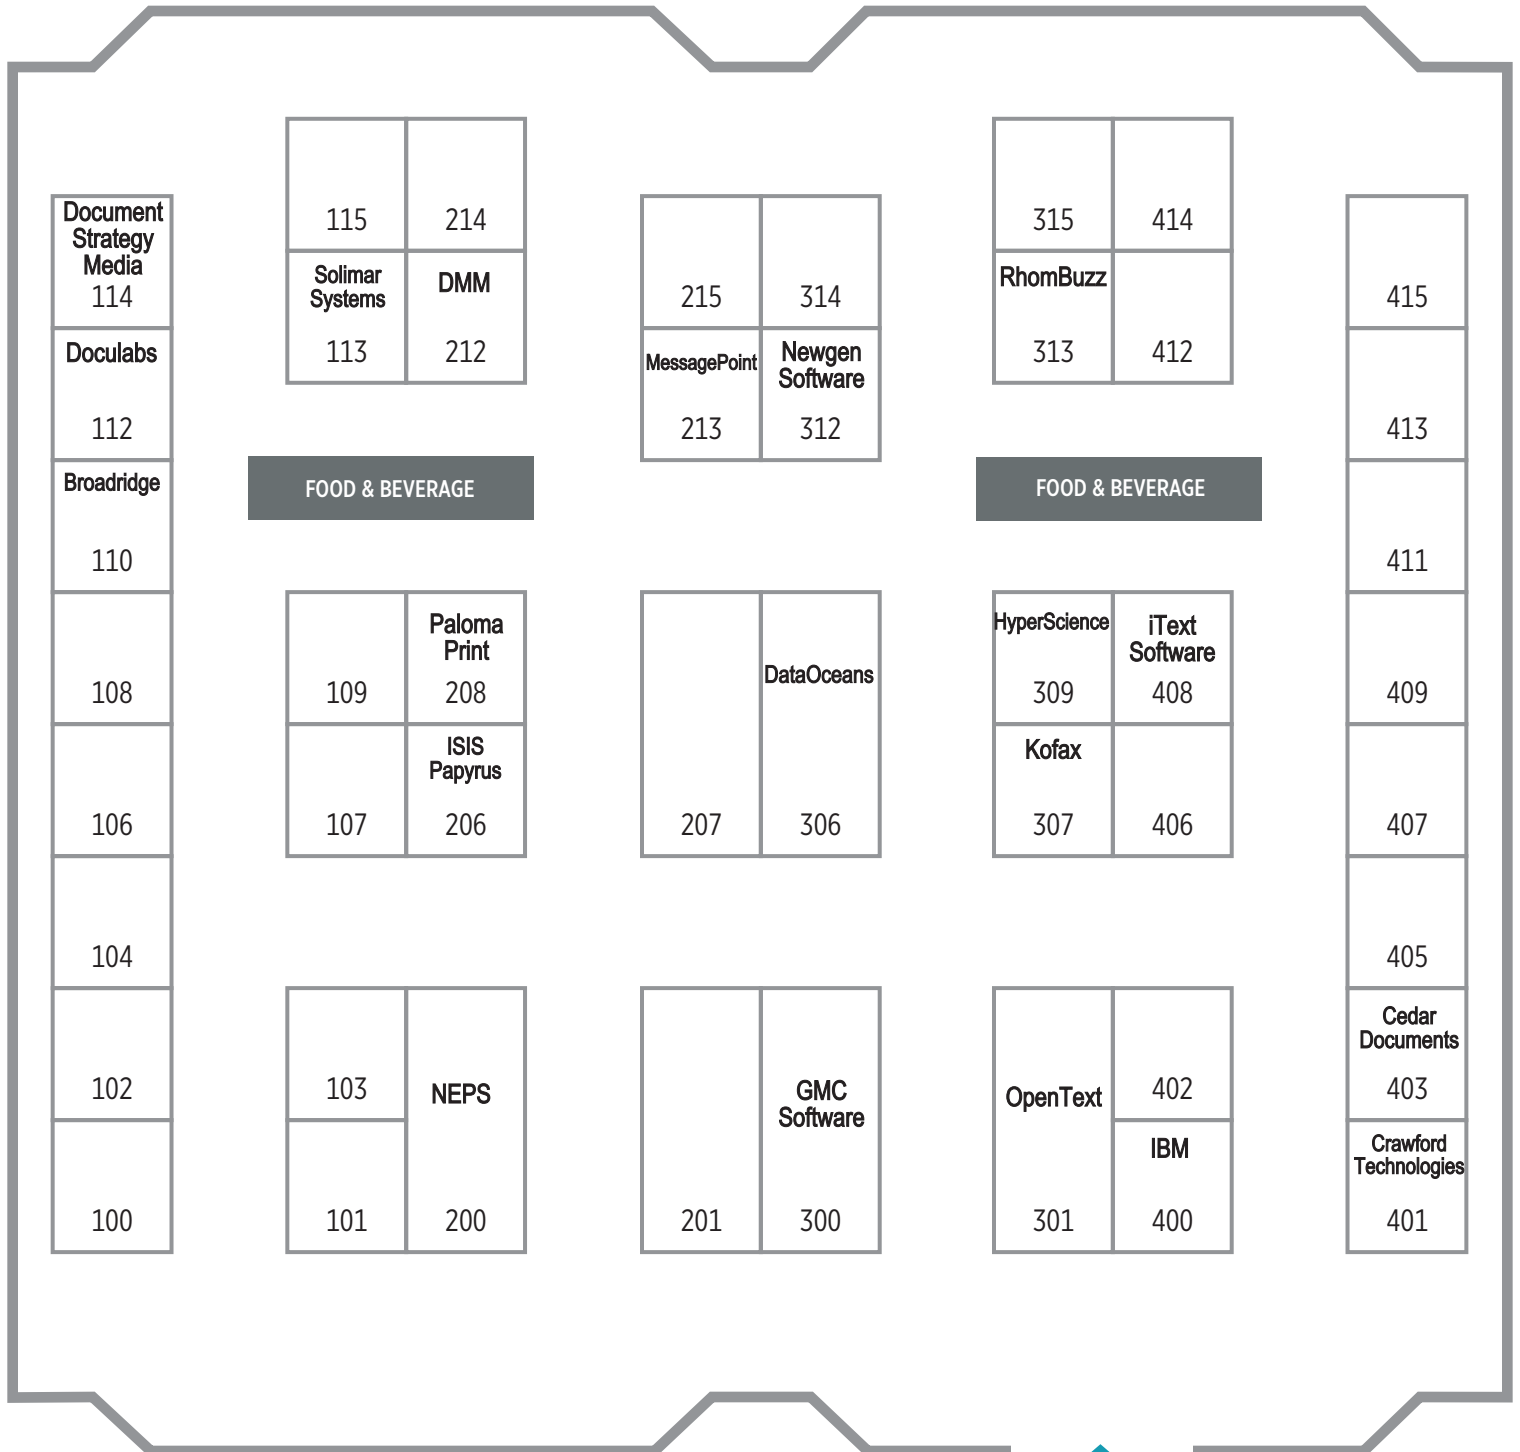 115
214
315
414
Document
Strategy
Media
114
Solimar
Systems
113
DMM
212
215
314
RhomBuzz
313
412
415
Doculabs
112
MessagePoint
213
Newgen
Software
312
413
Broadridge
110
FOOD & BEVERAGE
FOOD & BEVERAGE
411
108
109
Paloma
Print
208
DataOceans
HyperScience
309
iText
Software
408
409
106
107
ISIS
Papyrus
206
207
306
Kofax
307
406
407
104
405
102
103
NEPS
GMC
Software
OpenText
402
Cedar
Documents
403
100
101
200
201
300
301
IBM
400
Crawford
Technologies
401